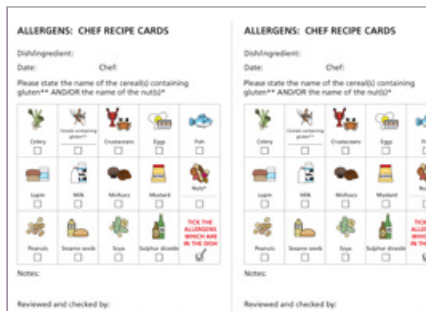 ALLERGENS: CHEF RECIPE CARDS
Dish/Ingredient:
Date: Chef:
Please state the name of the cereal(s) containing
gluten** AND/OR the name of the nut(s)*
Celery
Cereals containing
gluten**
Crustaceans
Eggs
Fish
Lupin
Milk
Molluscs
Mustard
Nuts*
Peanuts
Sesame seeds
Soya
Sulphur dioxide
TICK THE
ALLERGENS
WHICH ARE
IN THE DISH
Notes:
Reviewed and checked by:
ALLERGENS: CHEF RECIPE CARDS
Dish/Ingredient:
Date: Chef:
Please state the name of the cereal(s) containing
gluten** AND/OR the name of the nut(s)*
Celery
Cereals containing
gluten**
Crustaceans
Eggs
Lupin
Milk
Molluscs
Mustard
Peanuts
Sesame seeds
Soya
Sulphur dioxide
Notes:
Reviewed and checked by: